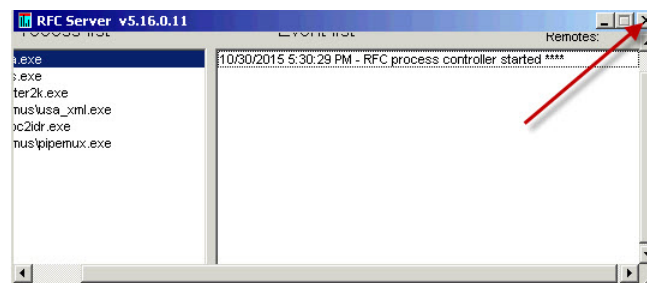 RFC Server v5.16.0.11
Remotes:
10/30/2015 5:30:29 PM - RFC process controller started ****
a.exe
s.exe
ter2k.exe
mus\usa_xml.exe
oc2idr.exe
mus\pipemux.exe